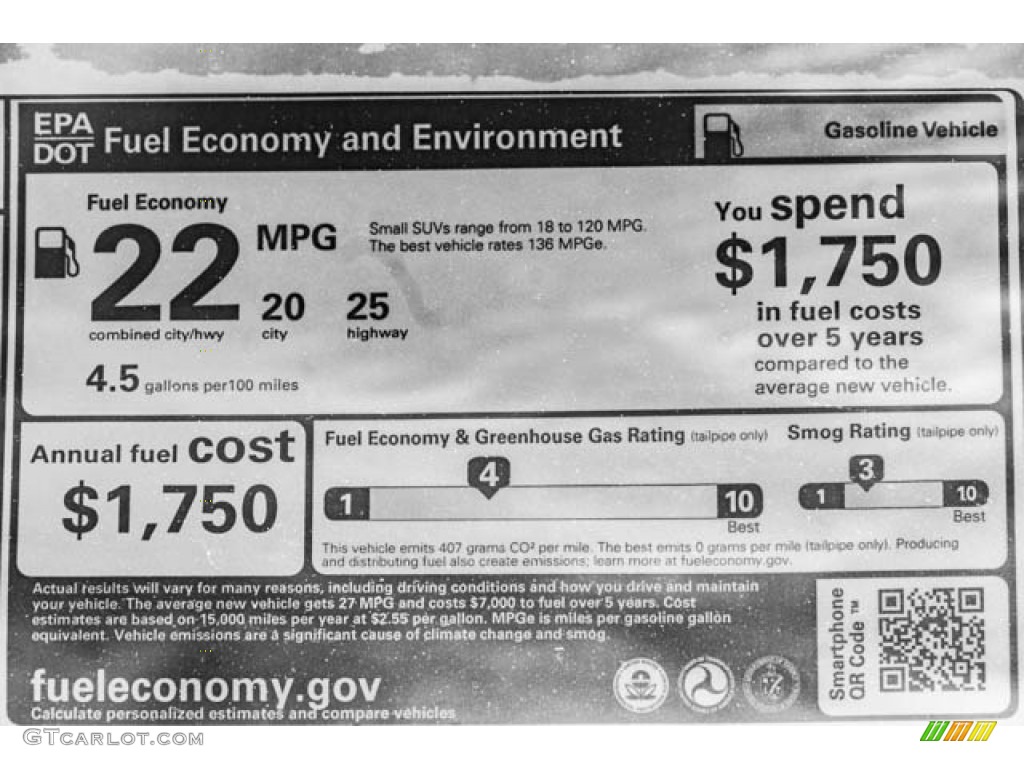 EPA
DOT
Fuel Economy and Environment
Gasoline Vehicle
Fuel Economy
22 MPG
combined city/hwy
20
city
25
highway
4.5 gallons per 100 miles
Small SUVs range from 18 to 120 MPG.
The best vehicle rates 136 MPGe.
You spend
$1,750
in fuel costs
over 5 years
compared to the
average new vehicle.
Annual fuel cost
$1,750
Fuel Economy & Greenhouse Gas Rating (tailpipe only)
1 4 10
Best
Smog Rating (tailpipe only)
1 3 10
Best
This vehicle emits 407 grams CO² per mile. The best emits 0 grams per mile (tailpipe only). Producing
and distributing fuel also create emissions; learn more at fueleconomy.gov.
Actual results will vary for many reasons, including driving conditions and how you drive and maintain
your vehicle. The average new vehicle gets 27 MPG and costs $7,000 to fuel over 5 years. Cost
estimates are based on 15,000 miles per year at $2.55 per gallon. MPGe is miles per gasoline gallon
equivalent. Vehicle emissions are a significant cause of climate change and smog.
fueleconomy.gov
Calculate personalized estimates and compare vehicles
Smartphone
QR Code ™
GTCARLOT.COM